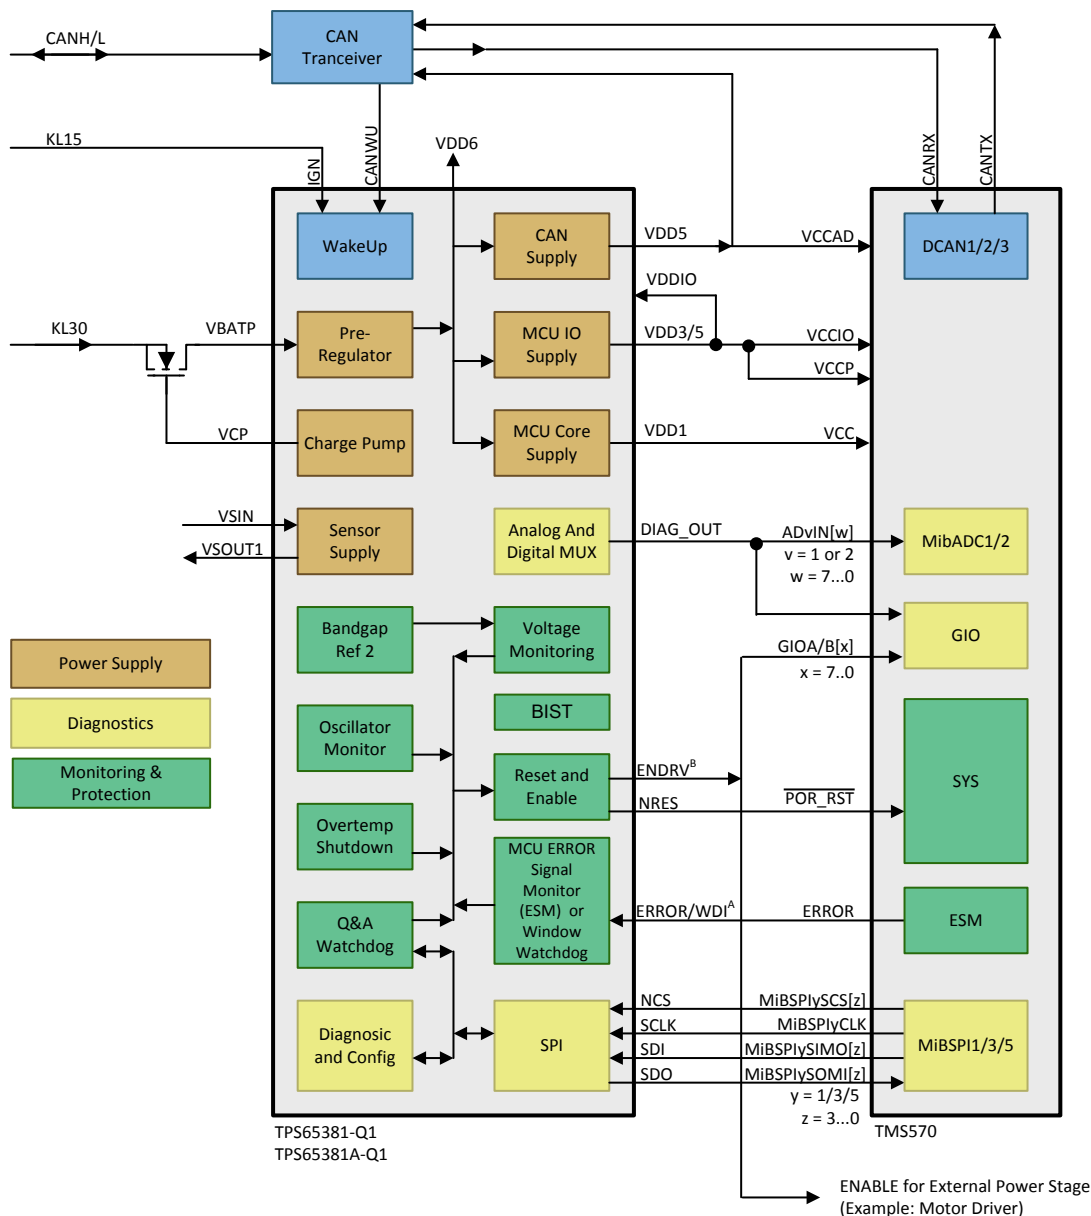 CANH/L
CAN
Tranceiver
KL15
IGN
CANWU
VDD6
CANRX
CANTX
WakeUp
CAN
Supply
VDD5
VCCAD
DCAN1/2/3
VDDIO
KL30
VBATP
Pre-
Regulator
MCU IO
Supply
VDD3/5
VCCIO
VCCP
VCP
Charge Pump
MCU Core
Supply
VDD1
VCC
VSIN
VSOUT1
Sensor
Supply
Analog And
Digital MUX
DIAG_OUT
ADvIN[w]
v = 1 or 2
w = 7...0
MibADC1/2
Bandgap
Ref 2
Voltage
Monitoring
GIOA/B[x]
x = 7..0
GIO
Power Supply
Diagnostics
Monitoring &
Protection
Oscillator
Monitor
BIST
Reset and
Enable
ENDRVB
NRES
POR_RST
SYS
Overtemp
Shutdown
MCU ERROR
Signal
Monitor
(ESM) or
Window
Watchdog
Q&A
Watchdog
ERROR/WDIA
ERROR
ESM
Diagnosic
and Config
SPI
NCS
SCLK
SDI
SDO
MiBSPIySCS[z]
MiBSPIyCLK
MiBSPIySIMO[z]
MiBSPIySOMI[z]
y = 1/3/5
z = 3...0
MiBSPI1/3/5
TPS65381-Q1
TPS65381A-Q1
TMS570
ENABLE for External Power Stage
(Example: Motor Driver)